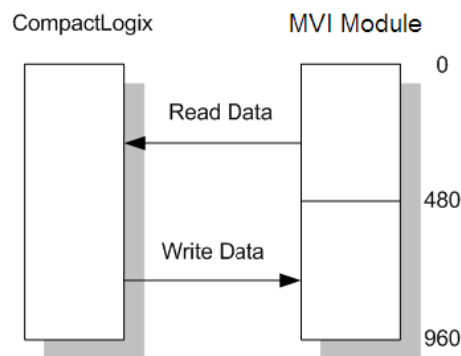 CompactLogix
MVI Module
0
Read Data
480
Write Data
960